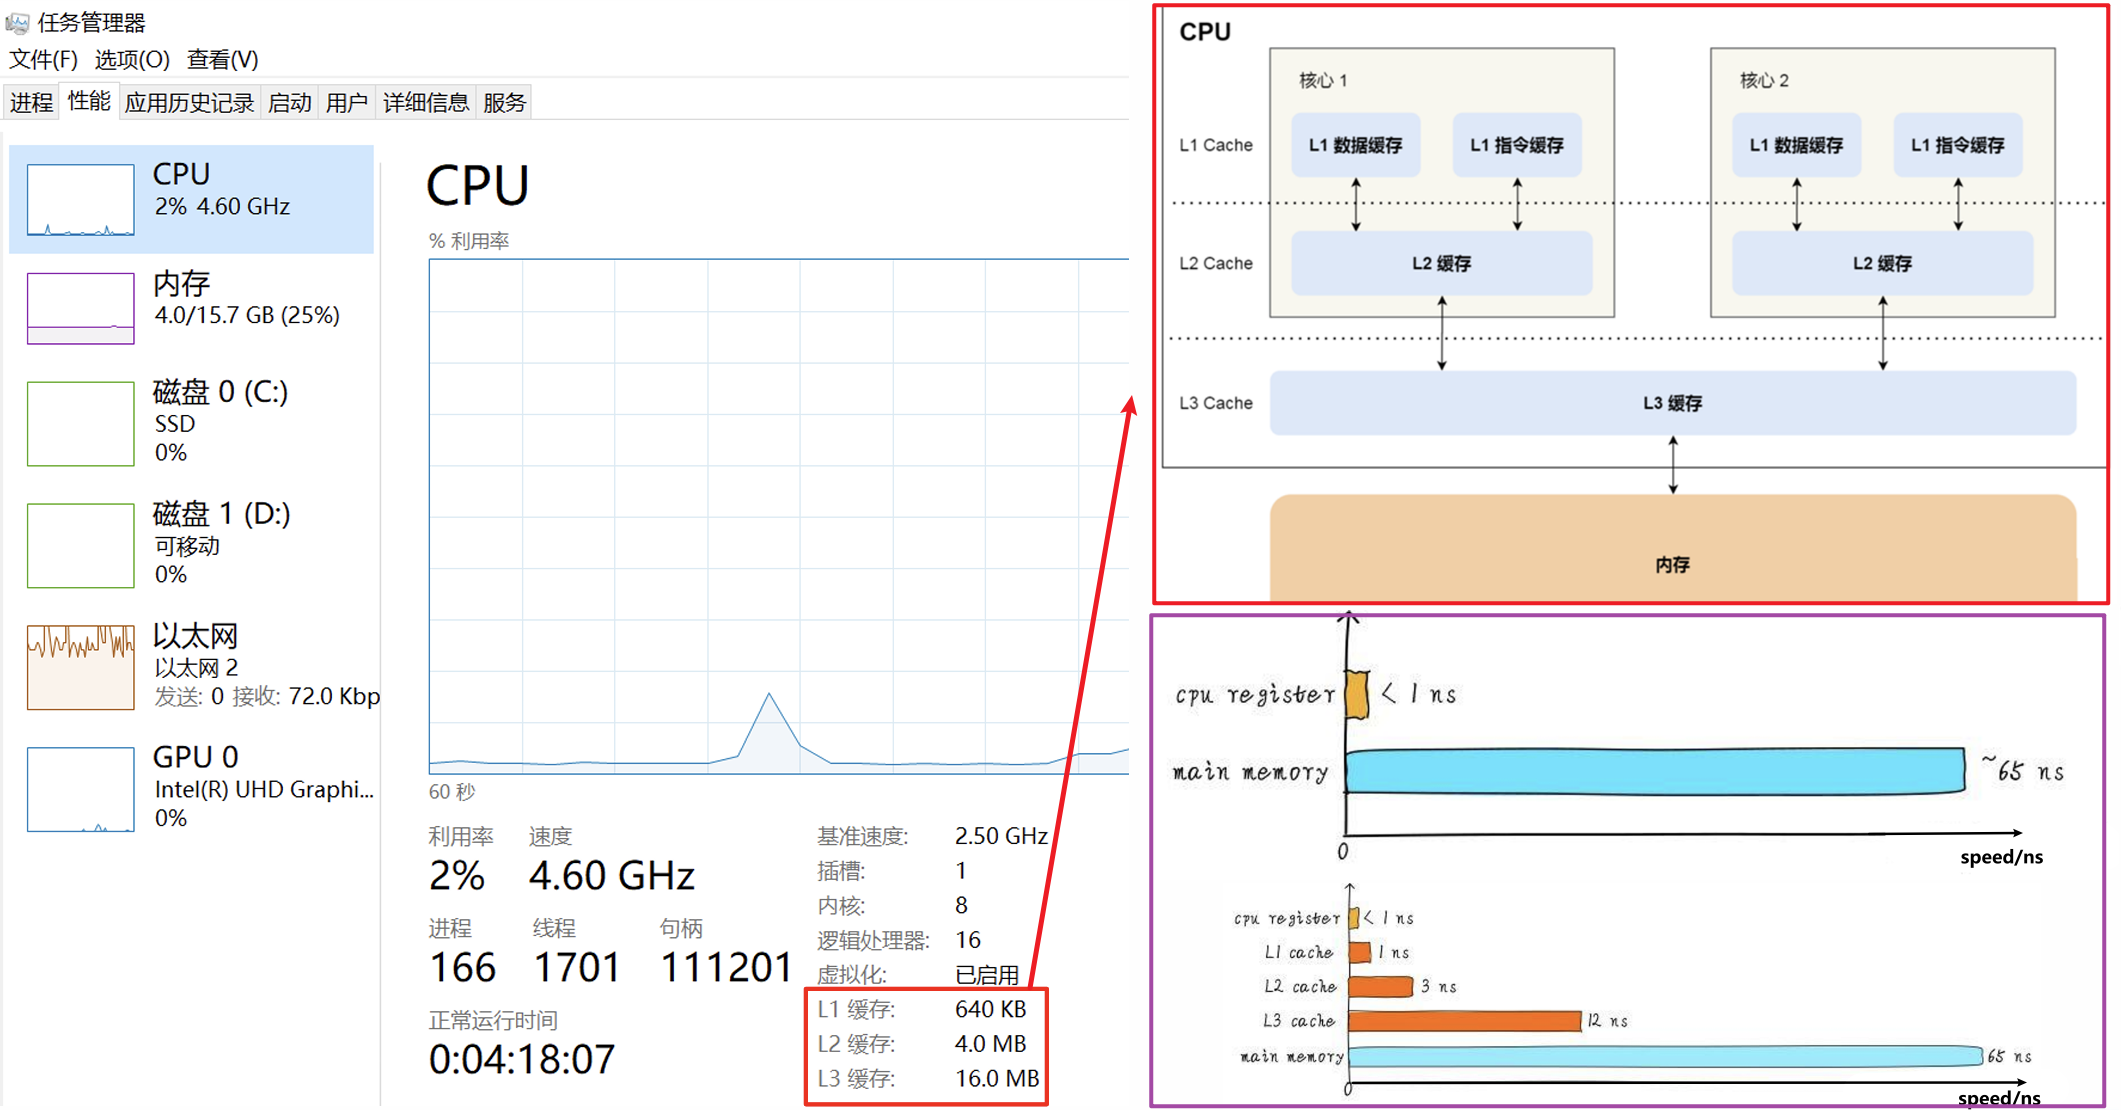 任务管理器
文件(F) 选项(O) 查看(V)
进程 性能 应用历史记录 启动 用户 详细信息 服务
CPU
2% 4.60 GHz
内存
4.0/15.7 GB (25%)
磁盘 0 (C:)
SSD
0%
磁盘 1 (D:)
可移动
0%
以太网
以太网 2
发送: 0 接收: 72.0 Kbp
GPU 0
Intel(R) UHD Graphi...
0%
CPU
% 利用率
60 秒
利用率 速度
2% 4.60 GHz
进程 线程 句柄
166 1701 111201
正常运行时间
0:04:18:07
基准速度: 2.50 GHz
插槽: 1
内核: 8
逻辑处理器: 16
虚拟化: 已启用
L1 缓存: 640 KB
L2 缓存: 4.0 MB
L3 缓存: 16.0 MB
CPU
核心 1 核心 2
L1 Cache L1 数据缓存 L1 指令缓存 L1 数据缓存 L1 指令缓存
L2 Cache L2 缓存 L2 缓存
L3 Cache L3 缓存
内存
cpu register < 1 ns
main memory ~65 ns
0
speed/ns
cpu register < 1 ns
L1 cache 1 ns
L2 cache 3 ns
L3 cache 12 ns
main memory 65 ns
0
speed/ns